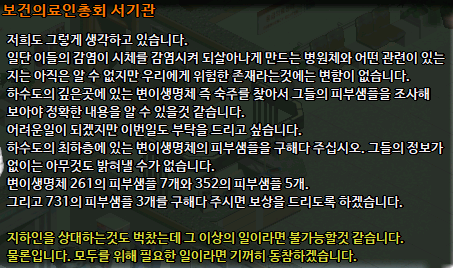 보건의료인총회 서기관
저희도 그렇게 생각하고 있습니다.
일단 이들의 감염이 시체를 감염시켜 되살아나게 만드는 병원체와 어떤 관련이 있는
지는 아직은 알 수 없지만 우리에게 위험한 존재라는것에는 변함이 없습니다.
하수도의 깊은곳에 있는 변이생명체 즉 숙주를 찾아서 그들의 피부샘플을 조사해
보아야 정확한 내용을 알 수 있을것 같습니다.
어려운일이 되겠지만 이번일도 부탁을 드리고 싶습니다.
하수도의 최하층에 있는 변이생명체의 피부샘플을 구해다 주십시오. 그들의 정보가
없이는 아무것도 밝혀낼 수가 없습니다.
변이생명체 261의 피부샘플 7개와 352의 피부샘플 5개.
그리고 731의 피부샘플 3개를 구해다 주시면 보상을 드리도록 하겠습니다.
지하인을 상대하는것도 벅찼는데 그 이상의 일이라면 불가능할것 같습니다.
물론입니다. 모두를 위해 필요한 일이라면 기꺼히 동참하겠습니다.